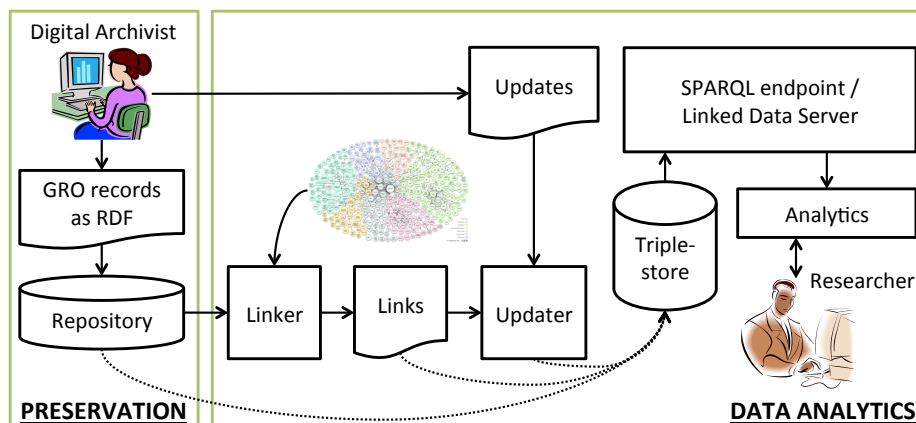 Digital Archivist
GRO records
as RDF
Repository
PRESERVATION
Updates
Linker
Links
Updater
Triple-
store
SPARQL endpoint /
Linked Data Server
Analytics
Researcher
DATA ANALYTICS